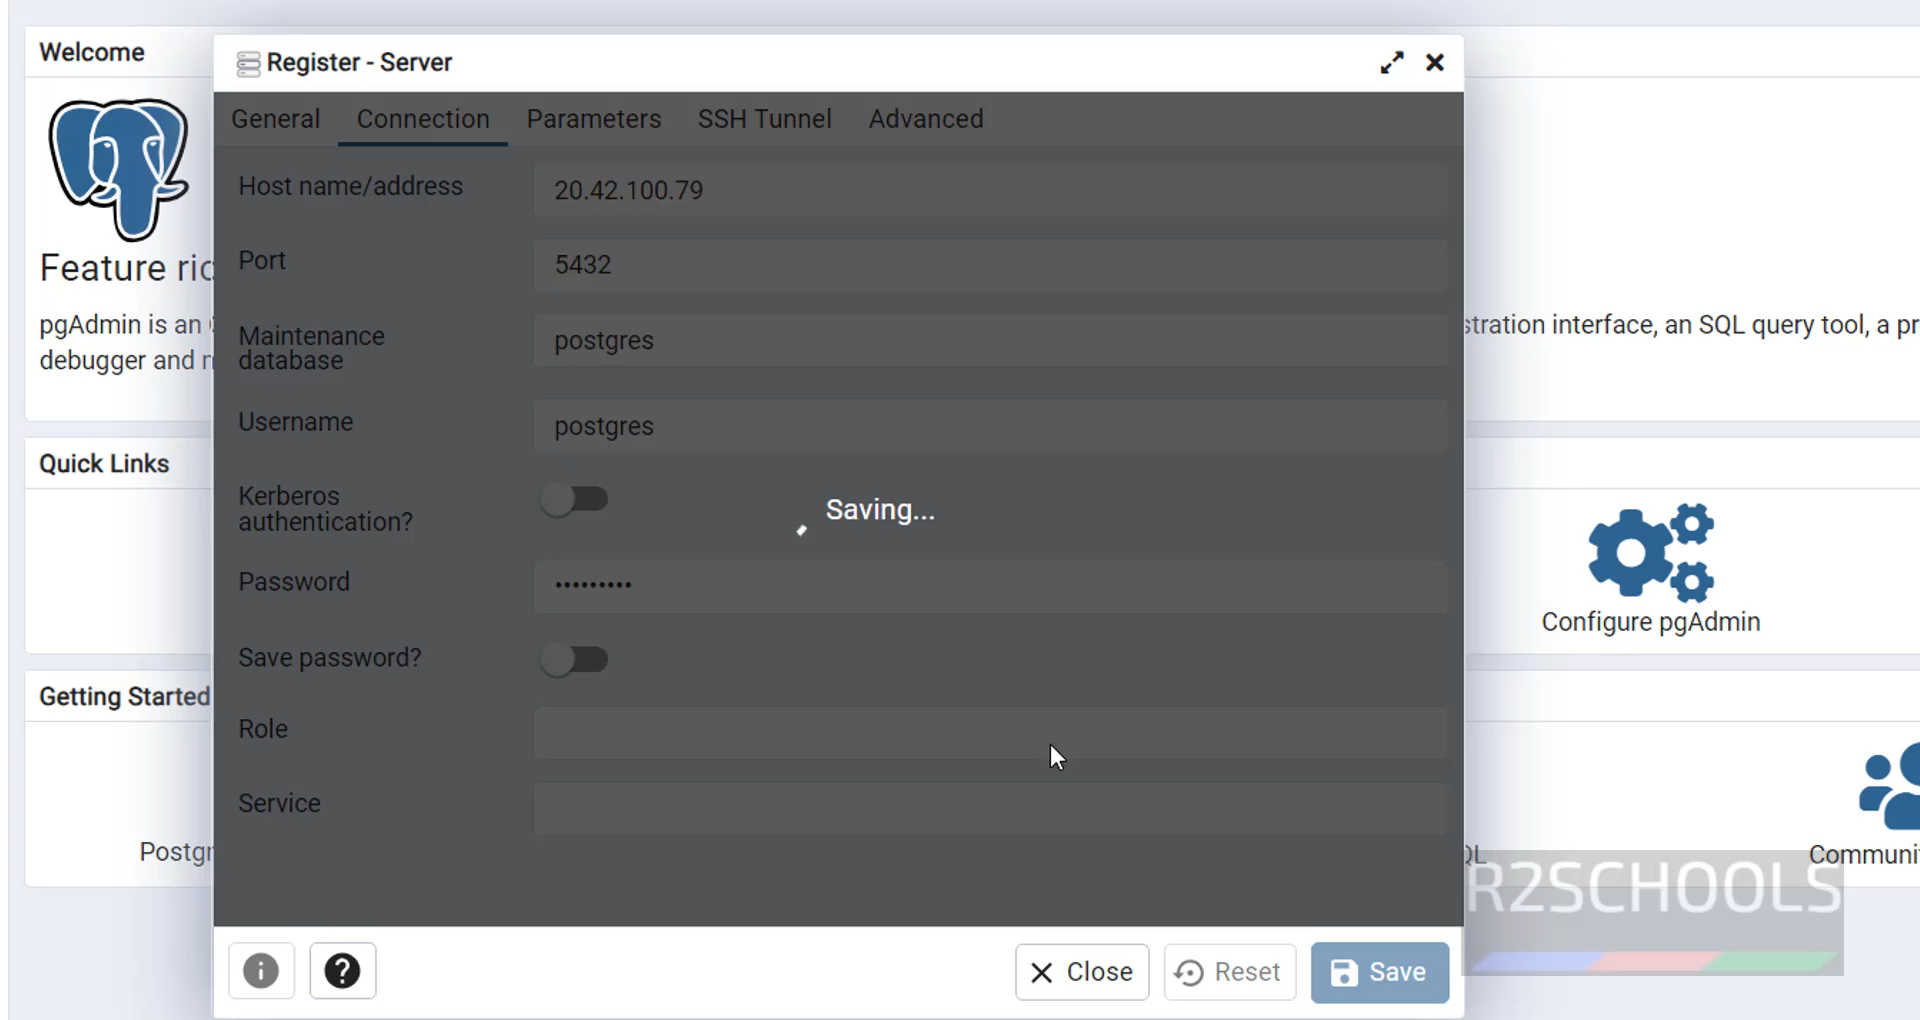 Welcome
Register - Server
General Connection Parameters SSH Tunnel Advanced
Host name/address 20.42.100.79
Port 5432
Maintenance
database postgres
Username postgres
Kerberos
authentication?
Saving...
Password •••••••••
Save password?
Role
Service
Feature
pgAdmin is an
debugger and
stration interface, an SQL query tool, a
Quick Links
Configure pgAdmin
Getting Started
Postgr
QL
Communi
R2SCHOOLS
Close Reset Save